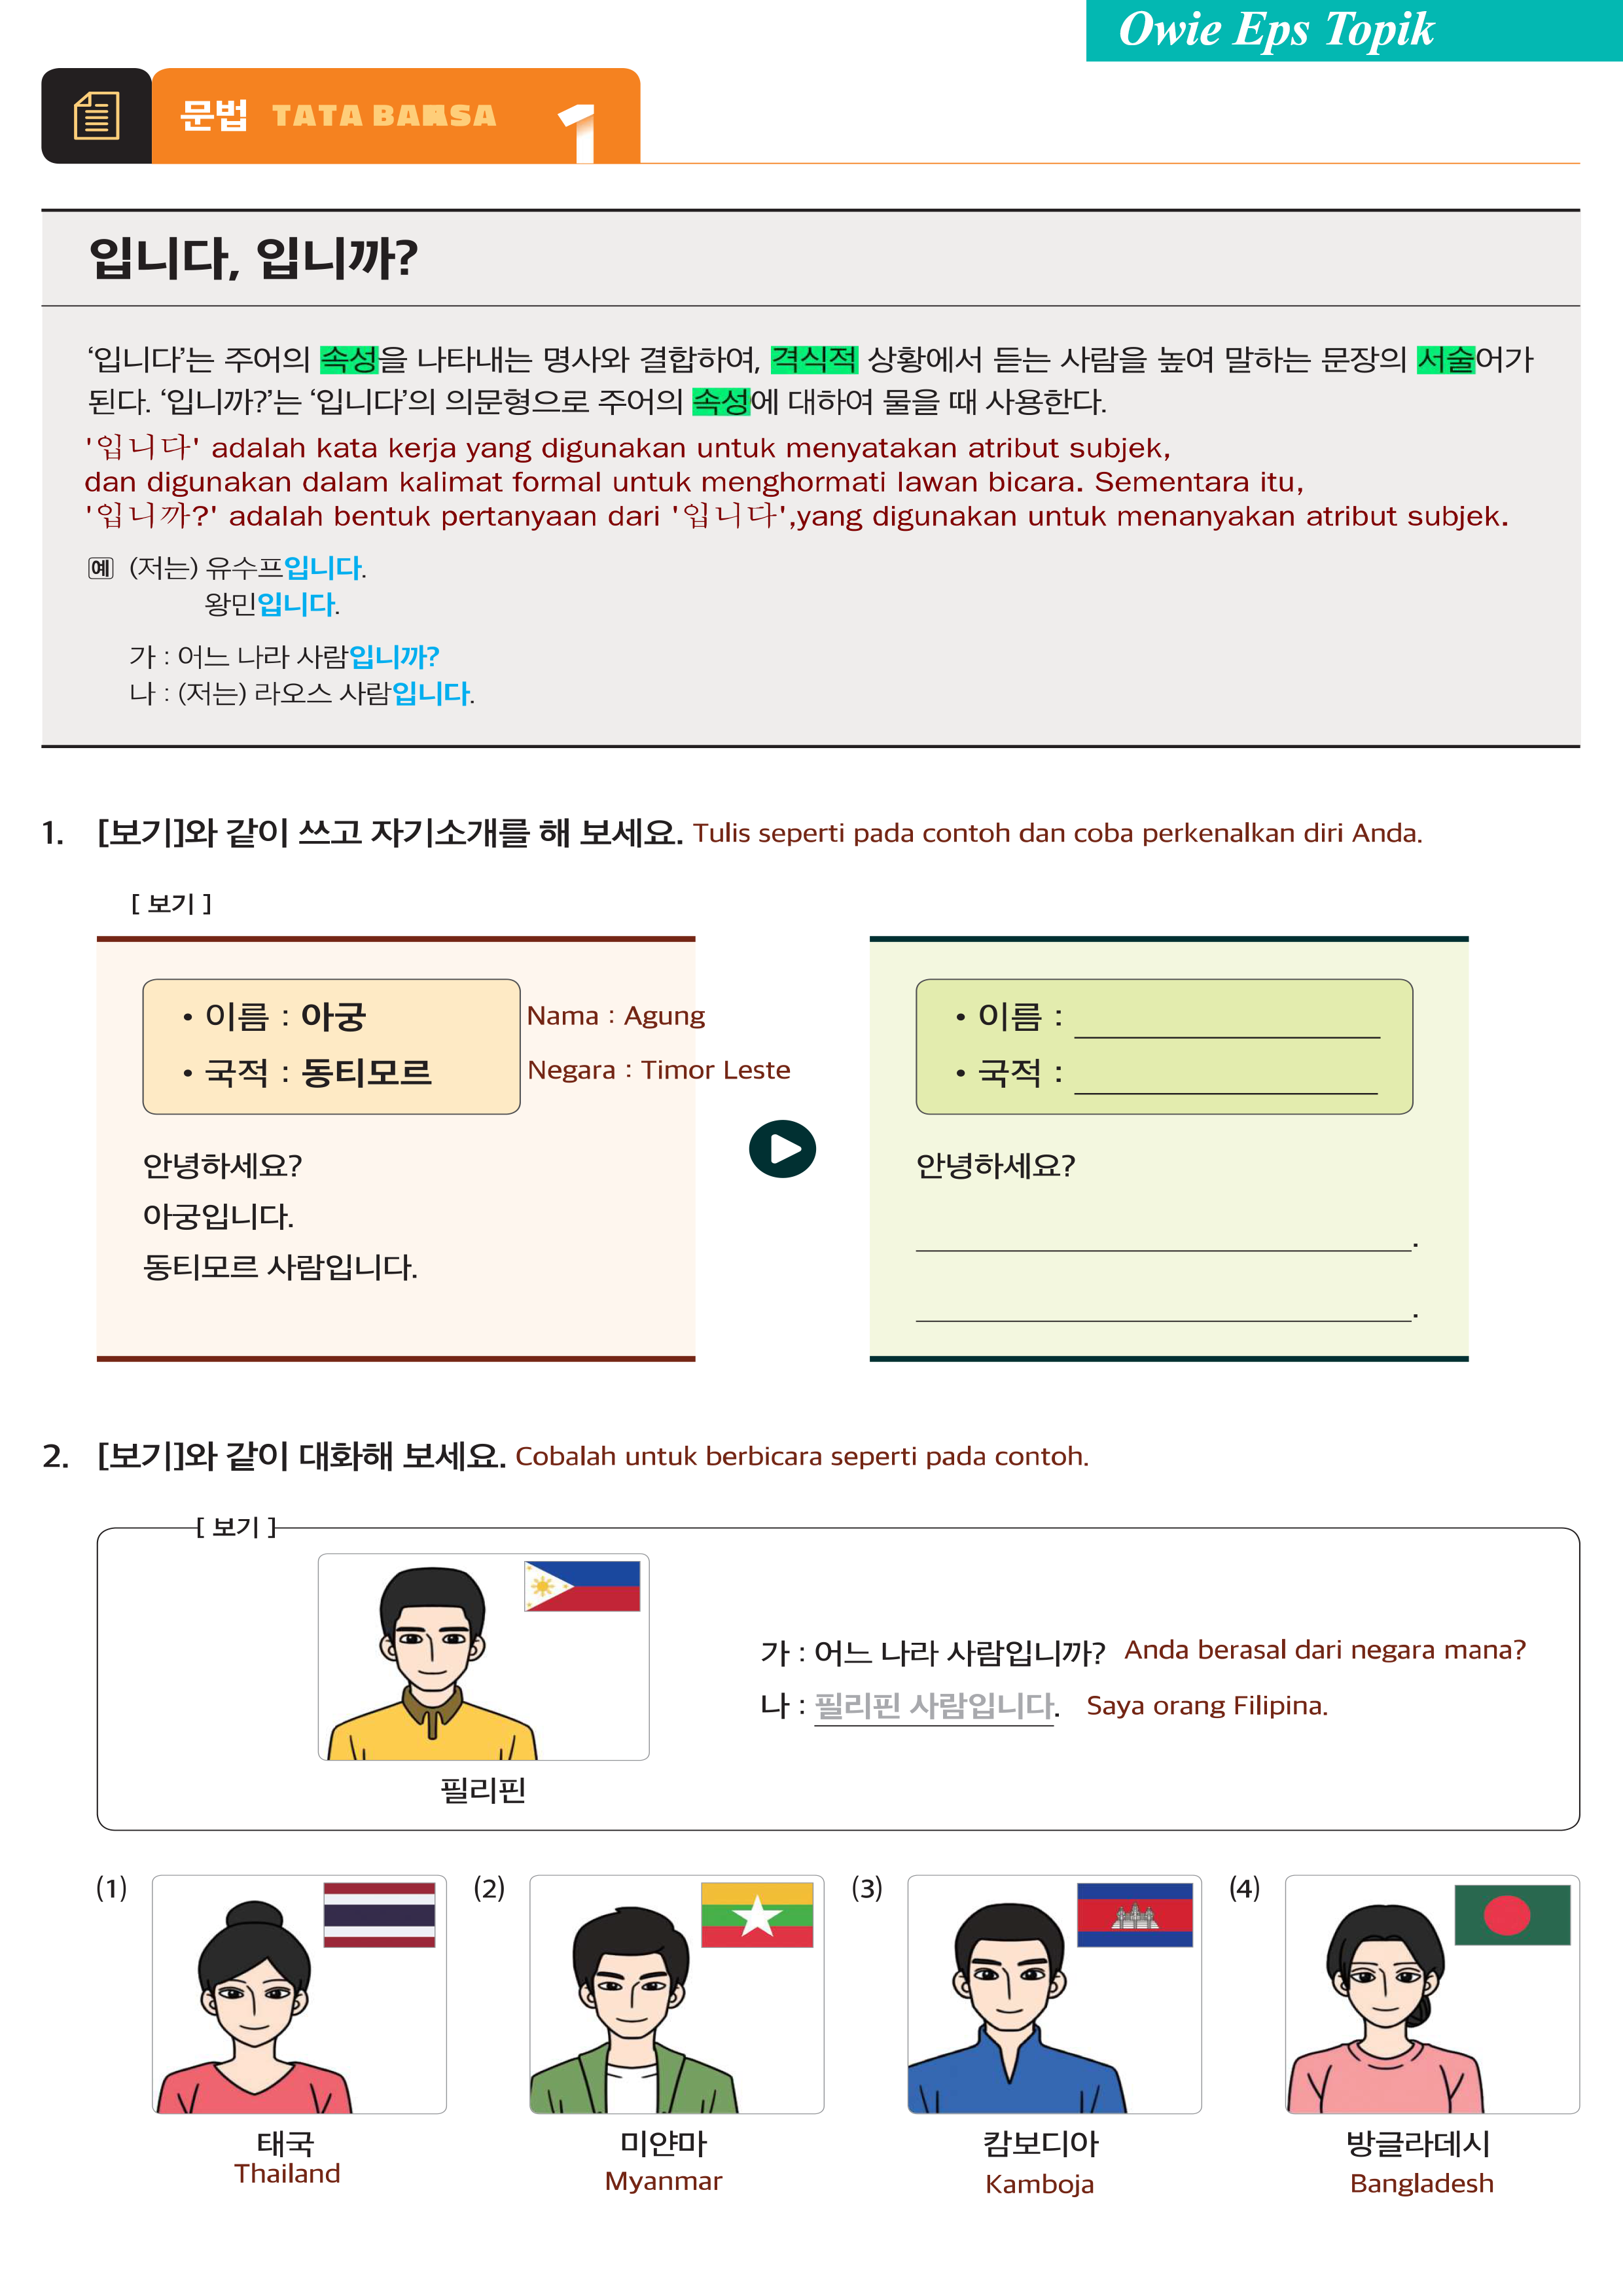 Owie Eps Topik
문법 TATA BAHASA 1
입니다, 입니까?
‘입니다’는 주어의 속성을 나타내는 명사와 결합하여, 격식적 상황에서 듣는 사람을 높여 말하는 문장의 서술어가
된다. ‘입니까?’는 ‘입니다’의 의문형으로 주어의 속성에 대하여 물을 때 사용한다.
'입니다' adalah kata kerja yang digunakan untuk menyatakan atribut subjek,
dan digunakan dalam kalimat formal untuk menghormati lawan bicara. Sementara itu,
'입니까?' adalah bentuk pertanyaan dari '입니다',yang digunakan untuk menanyakan atribut subjek.
예 (저는) 유수프입니다.
왕민입니다.
가 : 어느 나라 사람입니까?
나 : (저는) 라오스 사람입니다.
1. [보기]와 같이 쓰고 자기소개를 해 보세요. Tulis seperti pada contoh dan coba perkenalkan diri Anda.
[ 보기 ]
• 이름 : 아궁 Nama : Agung
• 국적 : 동티모르 Negara : Timor Leste
안녕하세요?
아궁입니다.
동티모르 사람입니다.
• 이름 :
• 국적 :
안녕하세요?
.
.
2. [보기]와 같이 대화해 보세요. Cobalah untuk berbicara seperti pada contoh.
[ 보기 ]
필리핀
가 : 어느 나라 사람입니까? Anda berasal dari negara mana?
나 : 필리핀 사람입니다. Saya orang Filipina.
(1) (2) (3) (4)
태국 미얀마 캄보디아 방글라데시
Thailand Myanmar Kamboja Bangladesh